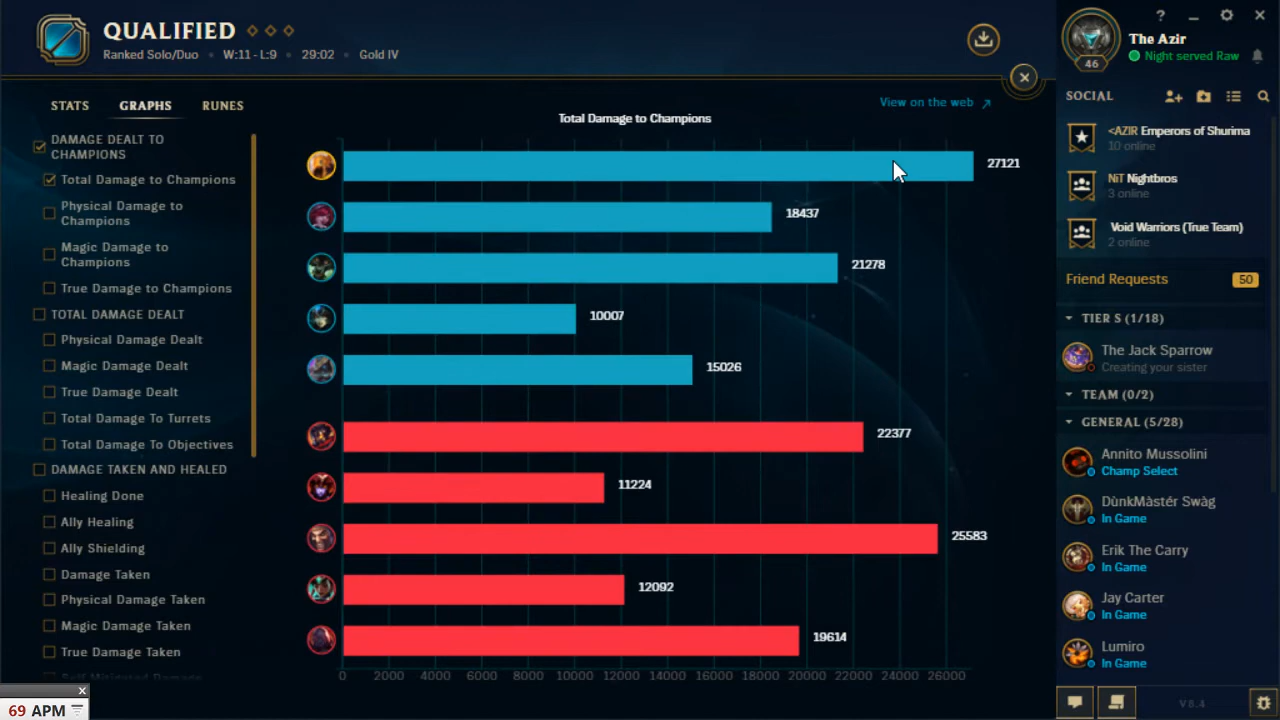 QUALIFIED
Ranked Solo/Duo • W:11 - L:9 • 29:02 • Gold IV
STATS GRAPHS RUNES
View on the web
Total Damage to Champions
DAMAGE DEALT TO
CHAMPIONS
Total Damage to Champions
Physical Damage to
Champions
Magic Damage to
Champions
True Damage to Champions
TOTAL DAMAGE DEALT
Physical Damage Dealt
Magic Damage Dealt
True Damage Dealt
Total Damage To Turrets
Total Damage To Objectives
DAMAGE TAKEN AND HEALED
Healing Done
Ally Healing
Ally Shielding
Damage Taken
Physical Damage Taken
Magic Damage Taken
True Damage Taken
Self Mitigated Damage
27121
18437
21278
10007
15026
22377
11224
25583
12092
19614
0 2000 4000 6000 8000 10000 12000 14000 16000 18000 20000 22000 24000 26000
69 APM
46
The Azir
Night served Raw
SOCIAL
<AZIR Emperors of Shurima
10 online
NiT Nightbros
3 online
Void Warriors (True Team)
2 online
Friend Requests 50
TIER S (1/18)
The Jack Sparrow
Creating your sister
TEAM (0/2)
GENERAL (5/28)
Annito Mussolini
Champ Select
DùnkMàstér Swàg
In Game
Erik The Carry
In Game
Jay Carter
In Game
Lumiro
In Game
V8.4